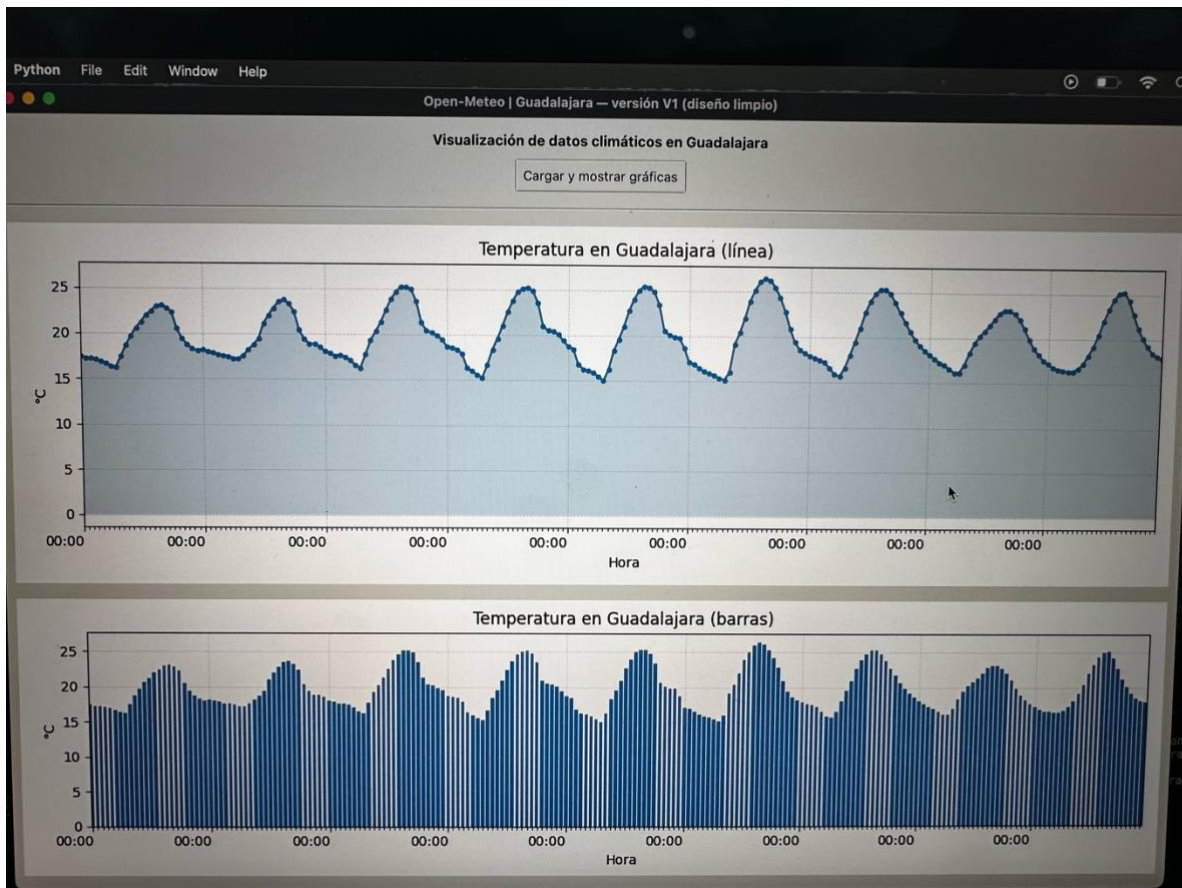 Python File Edit Window Help
Open-Meteo | Guadalajara — versión V1 (diseño limpio)
Visualización de datos climáticos en Guadalajara
Cargar y mostrar gráficas
Temperatura en Guadalajara (línea)
25
20
15
10
5
0
°C
00:00 00:00 00:00 00:00 00:00 00:00 00:00 00:00 00:00
Hora
Temperatura en Guadalajara (barras)
25
20
15
10
5
0
°C
00:00 00:00 00:00 00:00 00:00 00:00 00:00 00:00 00:00
Hora